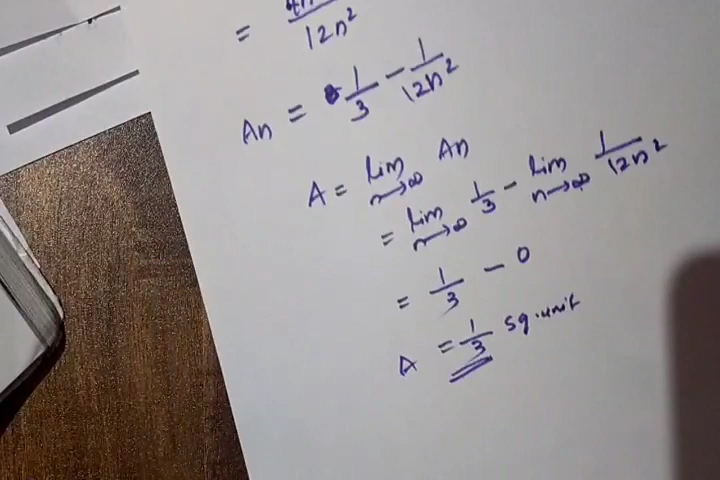 = 12n²
An = 1/3 - 1/12n²
A = lim n→∞ An
= lim n→∞ 1/3 - lim n→∞ 1/12n²
= 1/3 - 0
A = 1/3 sq.unit